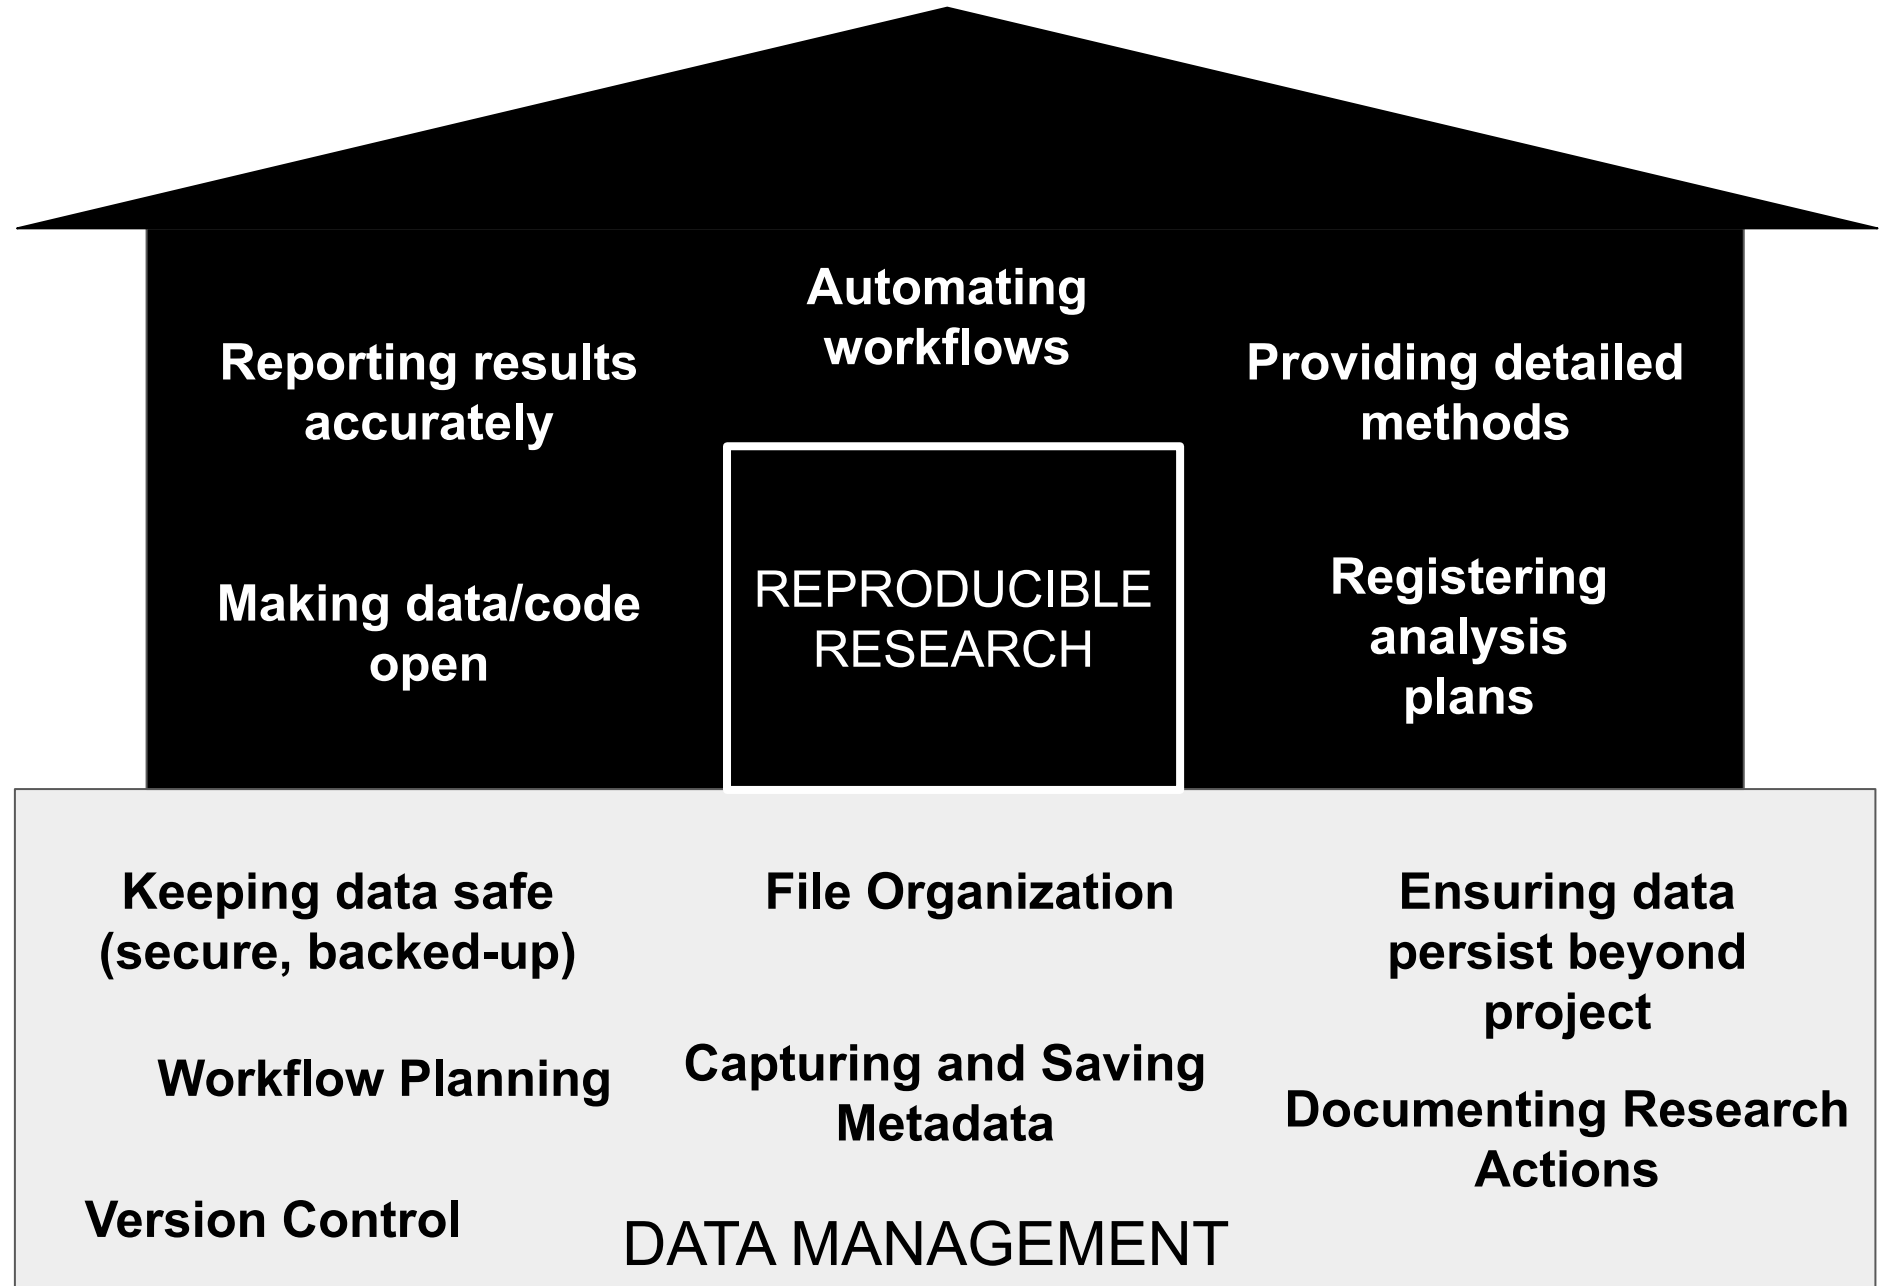 Automating
workflows
Reporting results
accurately
Providing detailed
methods
Making data/code
open
REPRODUCIBLE
RESEARCH
Registering
analysis
plans
Keeping data safe
(secure, backed-up)
File Organization
Ensuring data
persist beyond
project
Workflow Planning
Capturing and Saving
Metadata
Documenting Research
Actions
Version Control
DATA MANAGEMENT